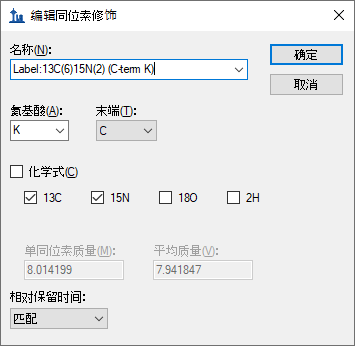 编辑同位素修饰
名称(N):
Label:13C(6)15N(2) (C-term K)
确定
取消
氨基酸(A):
末端(T):
K
C
化学式(C)
13C
15N
18O
2H
单同位素质量(M):
平均质量(V):
8.014199
7.941847
相对保留时间:
匹配